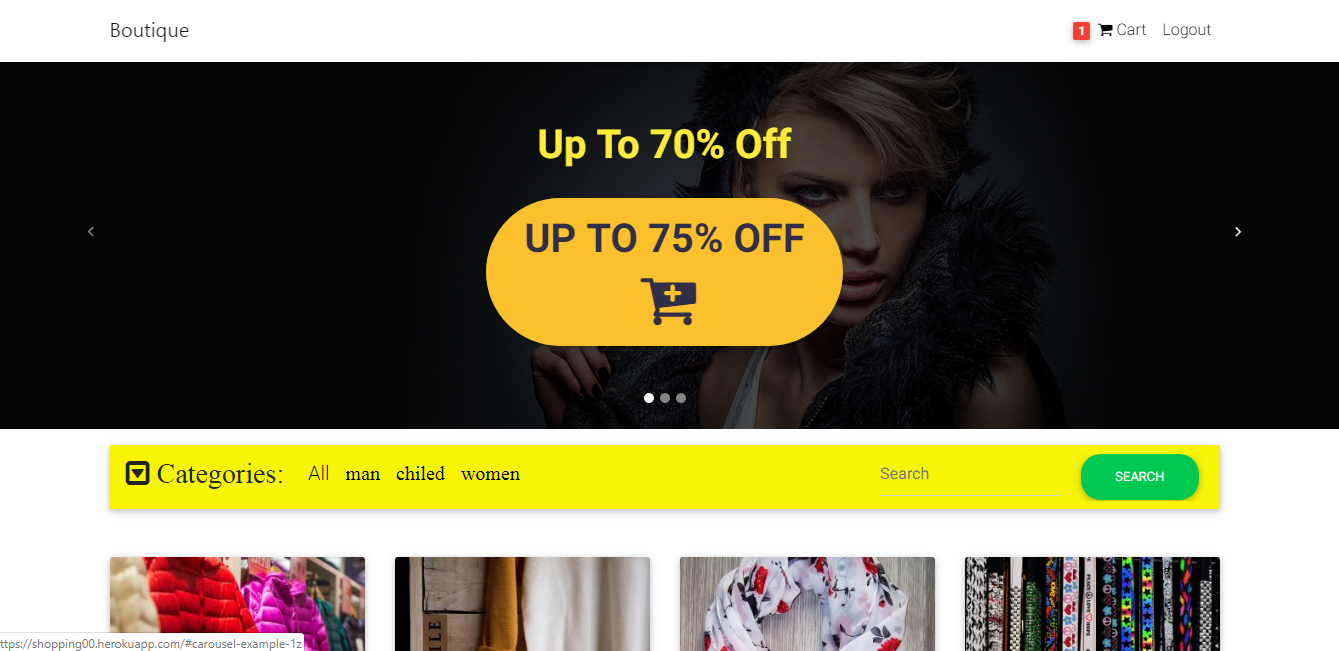 Boutique
1 Cart Logout
Up To 70% Off
UP TO 75% OFF
Categories: All man chiled women Search SEARCH
ttps://shopping00.herokuapp.com/#carousel-example-1z